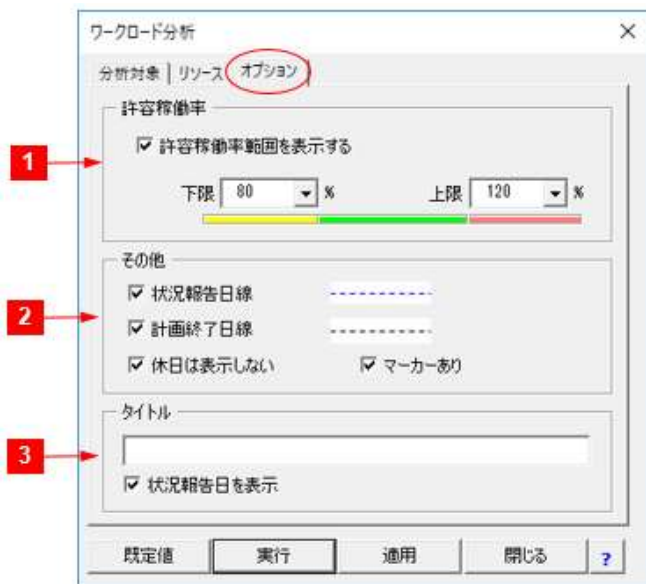 ワークロード分析
分析対象 リソース オプション
許容稼働率
1
許容稼働率範囲を表示する
下限 80 % 上限 120 %
その他
状況報告日線
2
計画終了日線
休日は表示しない マーカーあり
タイトル
3
状況報告日を表示
既定値 実行 適用 閉じる ?